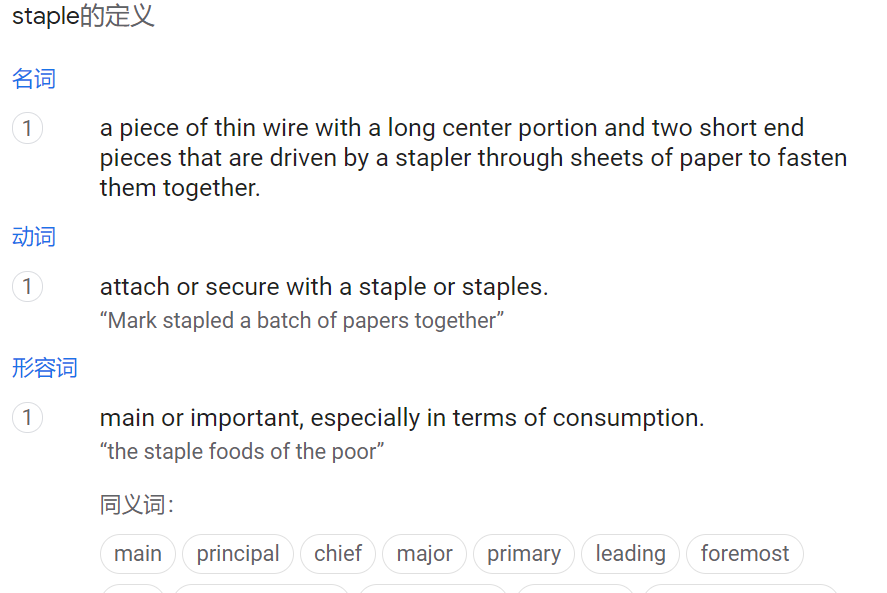 staple的定义
名词
1
a piece of thin wire with a long center portion and two short end
pieces that are driven by a stapler through sheets of paper to fasten
them together.
动词
1
attach or secure with a staple or staples.
“Mark stapled a batch of papers together”
形容词
1
main or important, especially in terms of consumption.
“the staple foods of the poor”
同义词：
main principal chief major primary leading foremost